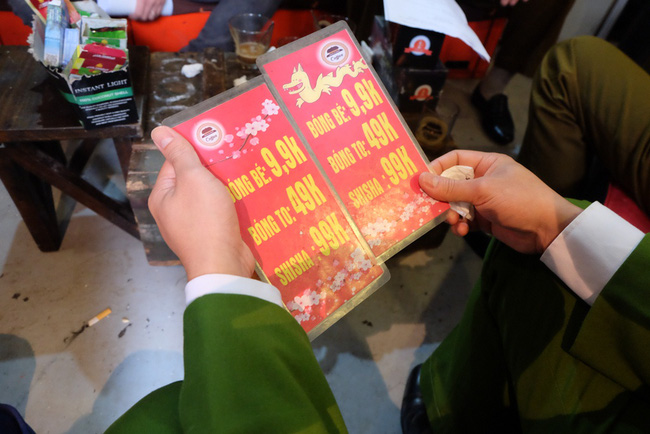 INSTANT LIGHT
BÓNG BÉ: 9,9K
BÓNG TO: 49K
SHISHA: 99K
BÓNG BÉ: 9,9K
BÓNG TO: 49K
SHISHA: 99K